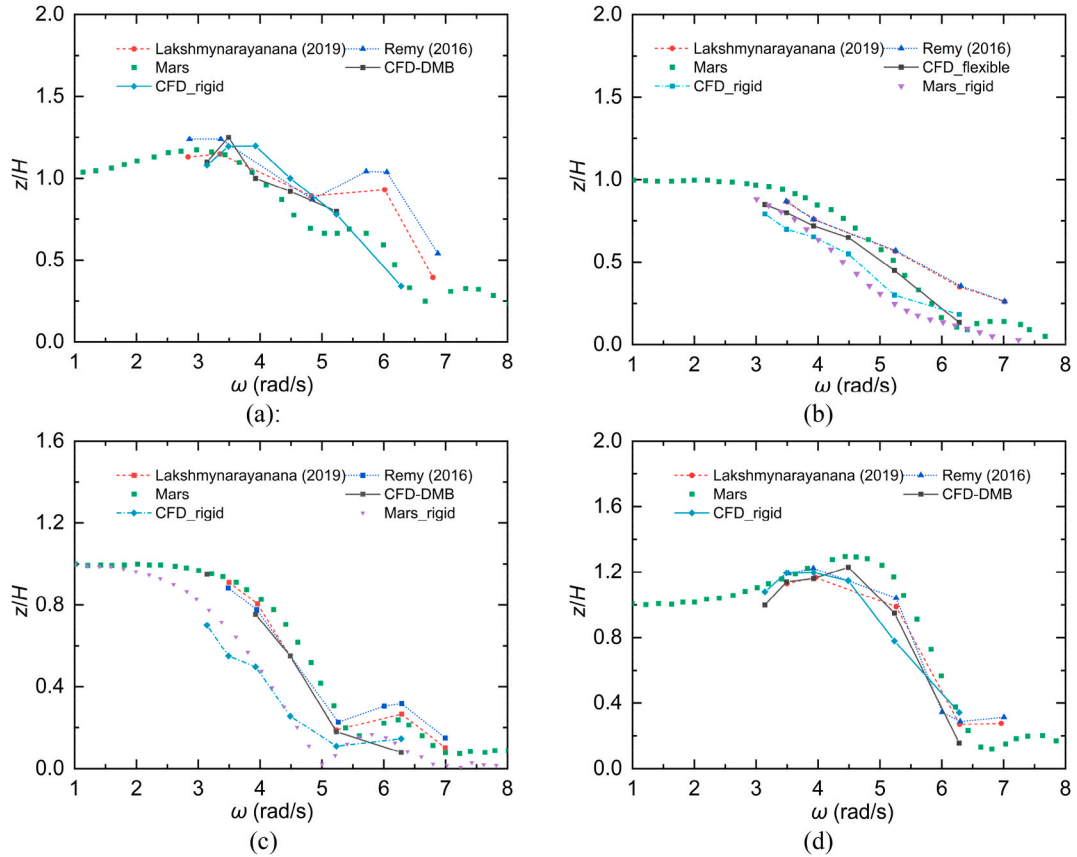 Lakshmynarayanana (2019) Remy (2016)
Mars CFD-DMB
CFD_rigid
2.0
1.6
1.2
0.8
0.4
0.0
z/H
1 2 3 4 5 6 7 8
ω (rad/s)
(a):
Lakshmynarayanana (2019) Remy (2016)
Mars CFD_flexible
CFD_rigid Mars_rigid
2.0
1.5
1.0
0.5
0.0
z/H
1 2 3 4 5 6 7 8
ω (rad/s)
(b)
Lakshmynarayanana (2019) Remy (2016)
Mars CFD-DMB
CFD_rigid Mars_rigid
1.6
1.2
0.8
0.4
0.0
z/H
1 2 3 4 5 6 7 8
ω (rad/s)
(c)
Lakshmynarayanana (2019) Remy (2016)
Mars CFD-DMB
CFD_rigid
2.0
1.6
1.2
0.8
0.4
0.0
z/H
1 2 3 4 5 6 7 8
ω (rad/s)
(d)